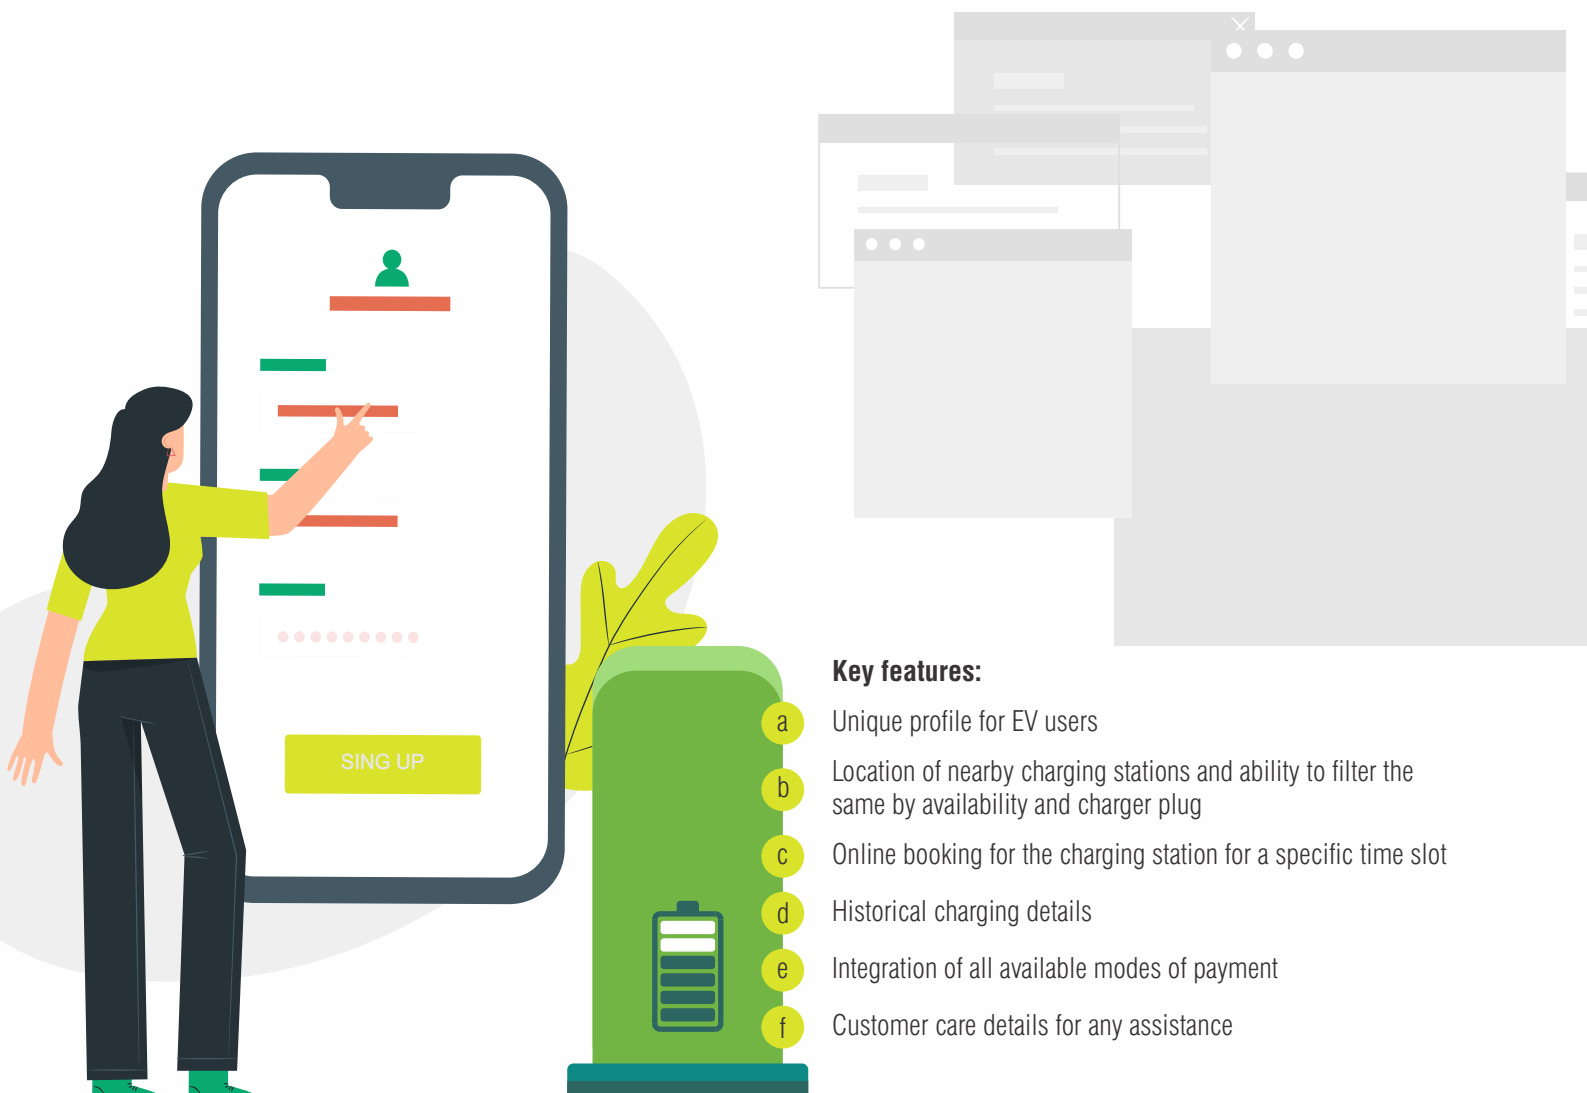 SING UP
Key features:
a Unique profile for EV users
b Location of nearby charging stations and ability to filter the
same by availability and charger plug
c Online booking for the charging station for a specific time slot
d Historical charging details
e Integration of all available modes of payment
f Customer care details for any assistance